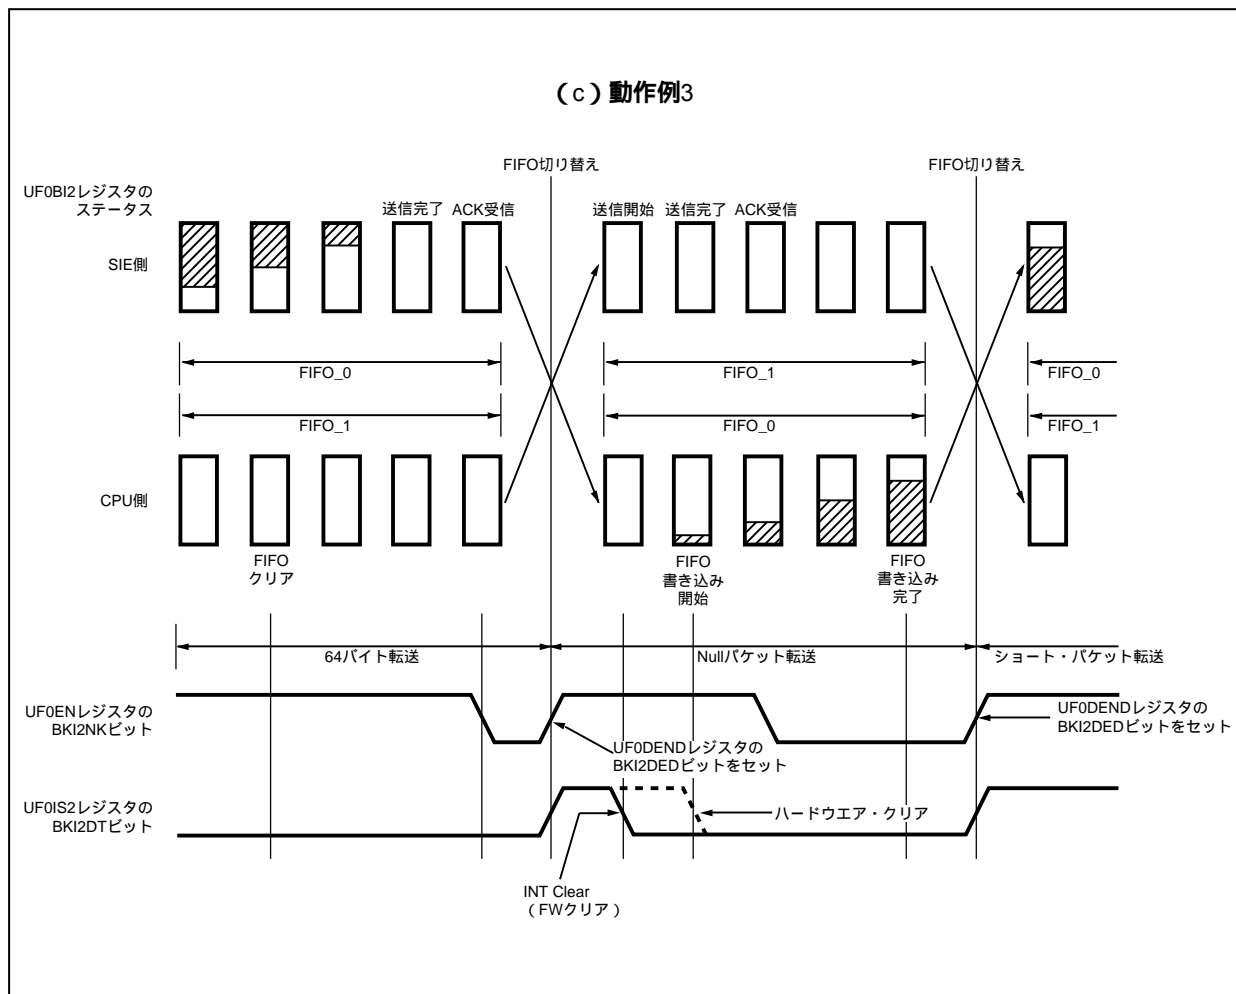 （c）動作例3
FIFO切り替え
FIFO切り替え
UF0BI2レジスタの
ステータス
送信完了
ACK受信
送信開始
送信完了
ACK受信
SIE側
FIFO_0
FIFO_1
FIFO_0
FIFO_1
FIFO_0
FIFO_1
CPU側
FIFO
クリア
FIFO
書き込み
開始
FIFO
書き込み
完了
64バイト転送
Nullパケット転送
ショート・パケット転送
UF0ENレジスタの
BKI2NKビット
UF0DENDレジスタの
BKI2DEDビットをセット
UF0DENDレジスタの
BKI2DEDビットをセット
UF0IS2レジスタの
BKI2DTビット
ハードウエア・クリア
INT Clear
（FWクリア）